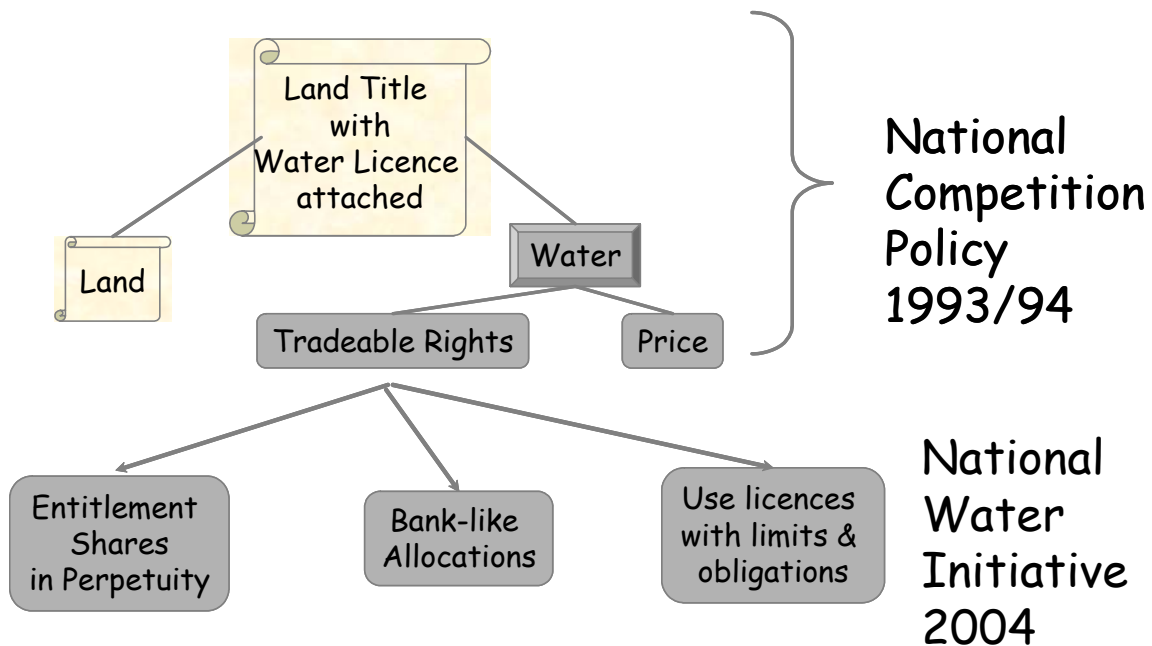 Land Title
with
Water Licence
attached
National
Competition
Policy
1993/94
Land
Water
Tradeable Rights
Price
Entitlement
Shares
in Perpetuity
Bank-like
Allocations
Use licences
with limits &
obligations
National
Water
Initiative
2004